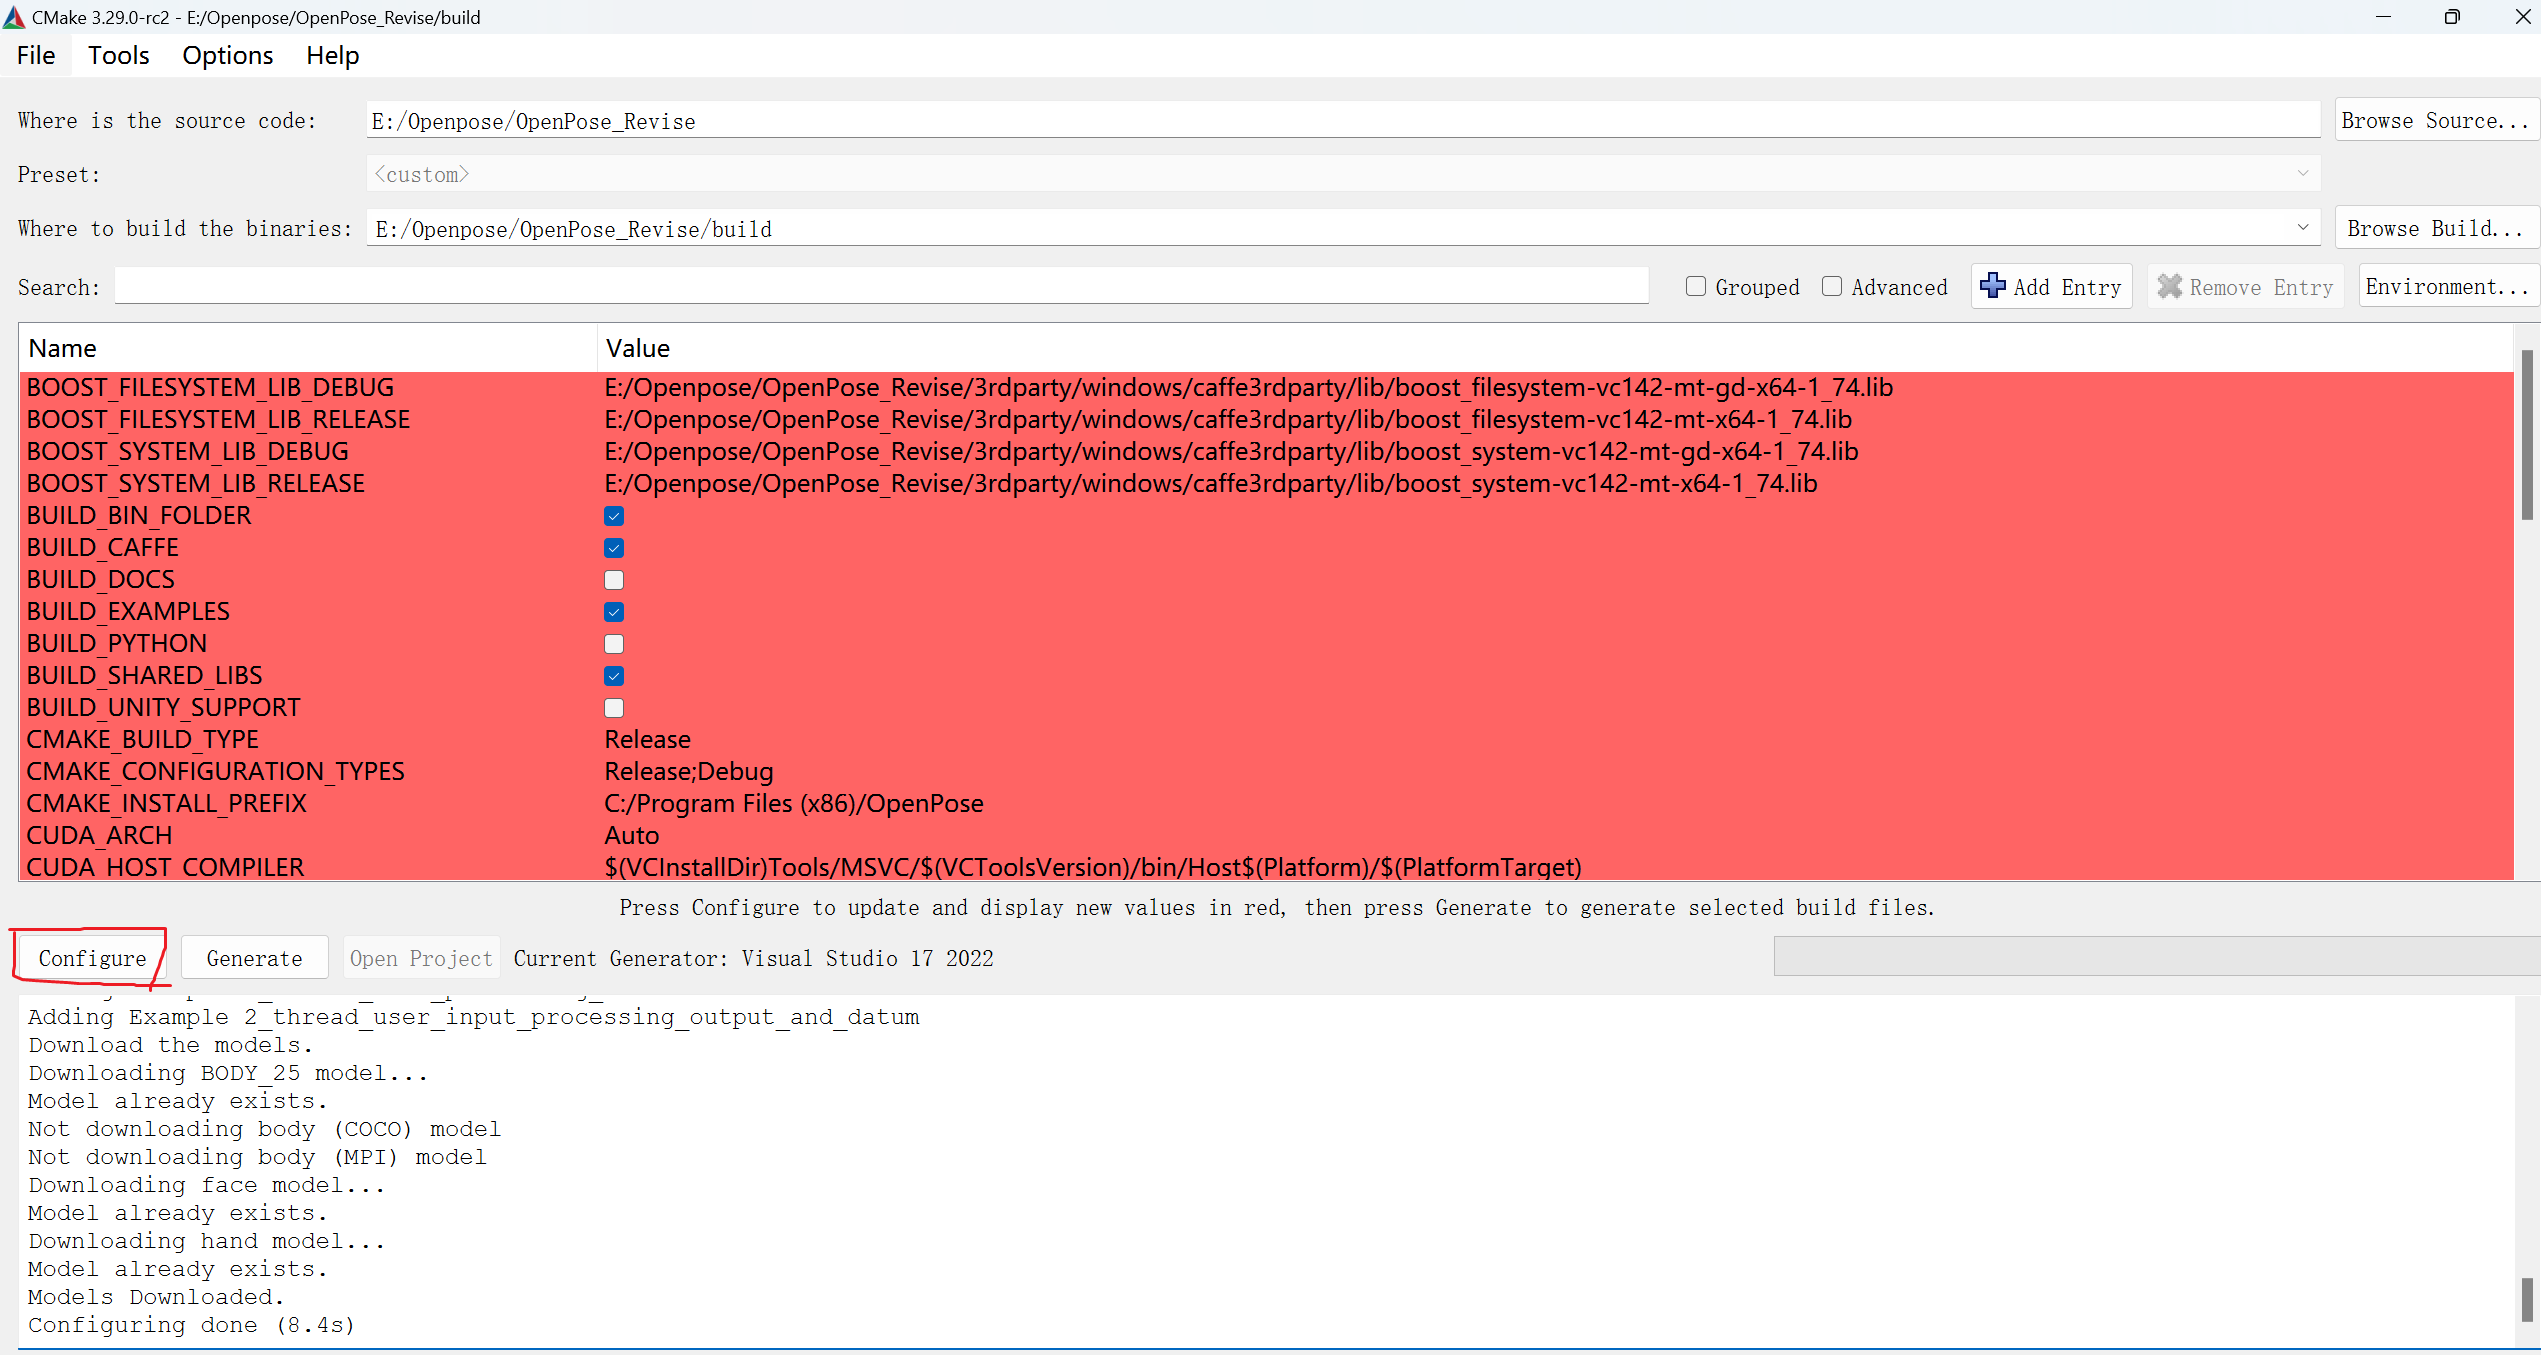 CMake 3.29.0-rc2 - E:/Openpose/OpenPose_Revise/build
File Tools Options Help
Where is the source code: E:/Openpose/OpenPose_Revise Browse Source...
Preset: <custom>
Where to build the binaries: E:/Openpose/OpenPose_Revise/build Browse Build...
Search: Grouped Advanced Add Entry Remove Entry Environment...
Name Value
BOOST_FILESYSTEM_LIB_DEBUG E:/Openpose/OpenPose_Revise/3rdparty/windows/caffe3rdparty/lib/boost_filesystem-vc142-mt-gd-x64-1_74.lib
BOOST_FILESYSTEM_LIB_RELEASE E:/Openpose/OpenPose_Revise/3rdparty/windows/caffe3rdparty/lib/boost_filesystem-vc142-mt-x64-1_74.lib
BOOST_SYSTEM_LIB_DEBUG E:/Openpose/OpenPose_Revise/3rdparty/windows/caffe3rdparty/lib/boost_system-vc142-mt-gd-x64-1_74.lib
BOOST_SYSTEM_LIB_RELEASE E:/Openpose/OpenPose_Revise/3rdparty/windows/caffe3rdparty/lib/boost_system-vc142-mt-x64-1_74.lib
BUILD_BIN_FOLDER
BUILD_CAFFE
BUILD_DOCS
BUILD_EXAMPLES
BUILD_PYTHON
BUILD_SHARED_LIBS
BUILD_UNITY_SUPPORT
CMAKE_BUILD_TYPE Release
CMAKE_CONFIGURATION_TYPES Release;Debug
CMAKE_INSTALL_PREFIX C:/Program Files (x86)/OpenPose
CUDA_ARCH Auto
CUDA_HOST_COMPILER $(VCInstallDir)Tools/MSVC/$(VCToolsVersion)/bin/Host$(Platform)/$(PlatformTarget)
Press Configure to update and display new values in red, then press Generate to generate selected build files.
Configure Generate Open Project Current Generator: Visual Studio 17 2022
Adding Example 2_thread_user_input_processing_output_and_datum
Download the models.
Downloading BODY_25 model...
Model already exists.
Not downloading body (COCO) model
Not downloading body (MPI) model
Downloading face model...
Model already exists.
Downloading hand model...
Model already exists.
Models Downloaded.
Configuring done (8.4s)